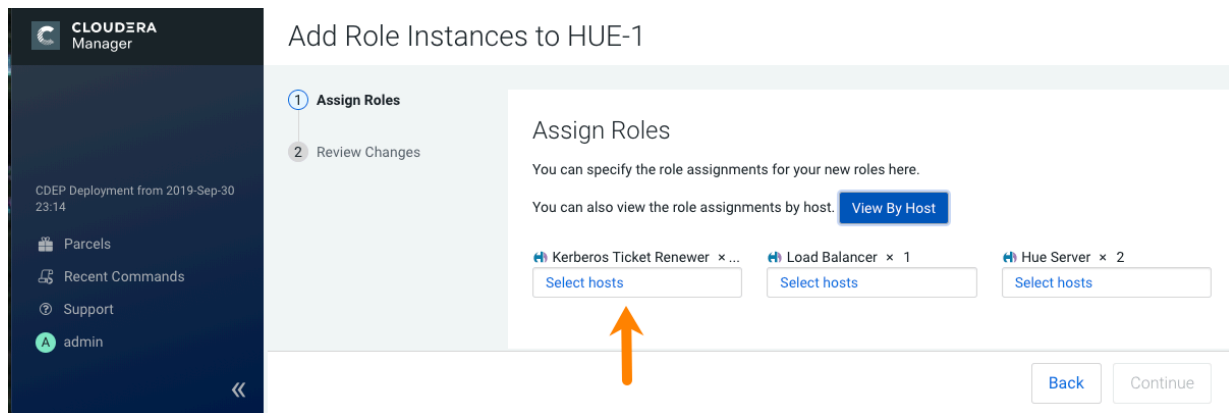 CLOUDERA
Manager
Add Role Instances to HUE-1
CDEP Deployment from 2019-Sep-30
23:14
Parcels
Recent Commands
Support
A admin
1 Assign Roles
2 Review Changes
Assign Roles
You can specify the role assignments for your new roles here.
You can also view the role assignments by host. View By Host
Kerberos Ticket Renewer × ... Load Balancer × 1 Hue Server × 2
Select hosts Select hosts Select hosts
Back Continue